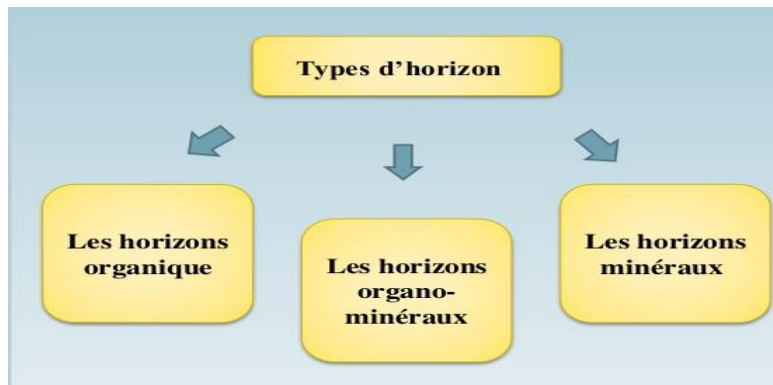 Types d’horizon
Les horizons
organique
Les horizons
organo-
minéraux
Les horizons
minéraux